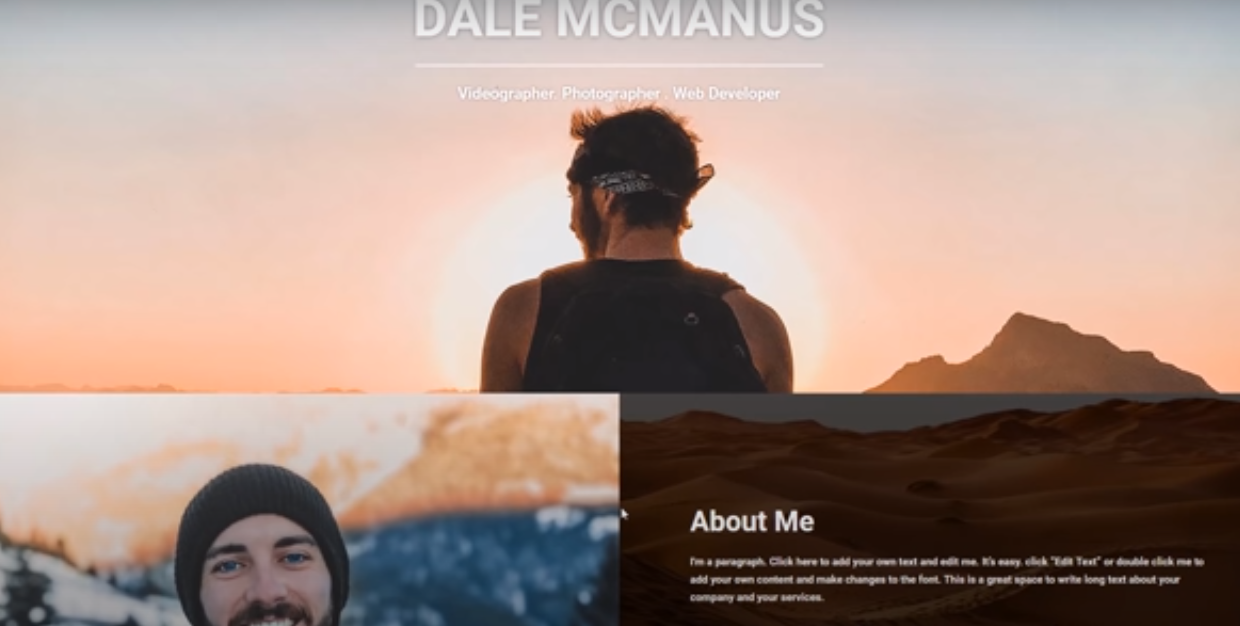 DALE MCMANUS
Videographer. Photographer . Web Developer
About Me
I'm a paragraph. Click here to add your own text and edit me. It's easy. click "Edit Text" or double click me to
add your own content and make changes to the font. This is a great space to write long text about your
company and your services.